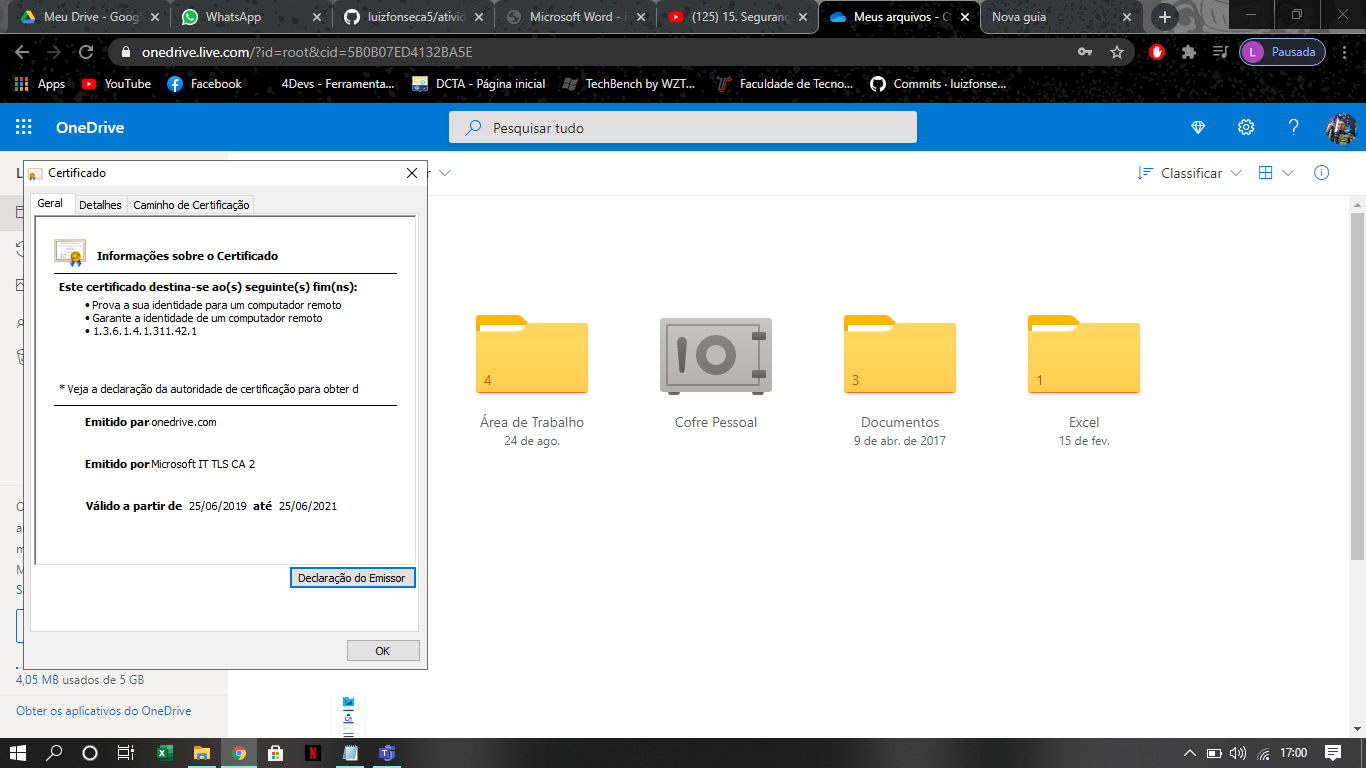 Meu Drive - Goog
WhatsApp
luizfonseca5/ativid
Microsoft Word - 
(125) 15. Seguranç
Meus arquivos - O
Nova guia
onedrive.live.com/?id=root&cid=5B0B07ED4132BA5E
L
Pausada
Apps
YouTube
Facebook
4Devs - Ferramenta...
DCTA - Página inicial
TechBench by WZT...
Faculdade de Tecno...
Commits · luizfonse...
OneDrive
Pesquisar tudo
Certificado
Classificar
Geral
Detalhes
Caminho de Certificação
Informações sobre o Certificado
Este certificado destina-se ao(s) seguinte(s) fim(ns):
• Prova a sua identidade para um computador remoto
• Garante a identidade de um computador remoto
• 1.3.6.1.4.1.311.42.1
* Veja a declaração da autoridade de certificação para obter d
Emitido par onedrive.com
Emitido por Microsoft IT TLS CA 2
Válido a partir de 25/06/2019 até 25/06/2021
Declaração do Emissor
OK
4
3
1
Área de Trabalho
Cofre Pessoal
Documentos
Excel
24 de ago.
9 de abr. de 2017
15 de fev.
4,05 MB usados de 5 GB
Obter os aplicativos do OneDrive
17:00